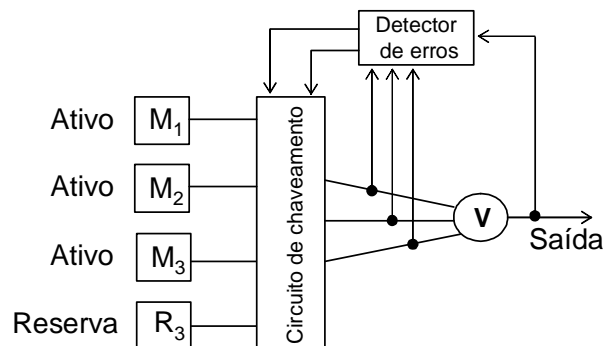 Detector
de erros
Ativo M₁
Ativo M₂
Ativo M₃
Reserva R₃
Circuito de chaveamento
V
Saída